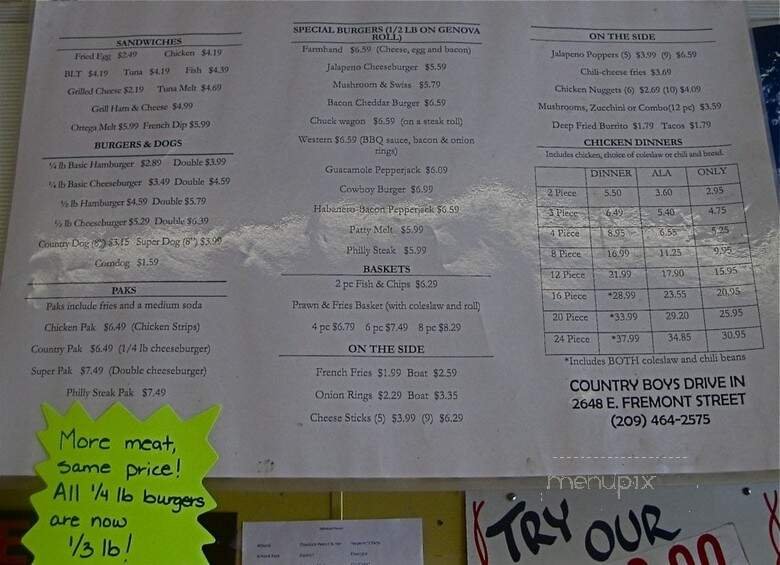 SANDWICHES
Fried Egg $2.49 Chicken $4.19
BLT $4.19 Tuna $4.19 Fish $4.39
Grilled Cheese $2.19 Tuna Melt $4.69
Grill Ham & Cheese $4.99
Ortega Melt $5.99 French Dip $5.99
BURGERS & DOGS
¼ lb Basic Hamburger $2.89 Double $3.99
¼ lb Basic Cheeseburger $3.49 Double $4.59
½ lb Hamburger $4.59 Double $5.79
½ lb Cheeseburger $5.29 Double $6.39
Country Dog (6") $3.15 Super Dog (8") $3.99
Corndog $1.59
PAKS
Paks include fries and a medium soda
Chicken Pak $6.49 (Chicken Strips)
Country Pak $6.49 (1/4 lb cheeseburger)
Super Pak $7.49 (Double cheeseburger)
Philly Steak Pak $7.49
More meat,
same price!
All ¼ lb burgers
are now
⅓ lb!
SPECIAL BURGERS (1/2 LB ON GENOVA
ROLL)
Farmhand $6.59 (Cheese, egg and bacon)
Jalapeno Cheeseburger $5.59
Mushroom & Swiss $5.79
Bacon Cheddar Burger $6.59
Chuck wagon $6.59 (on a steak roll)
Western $6.59 (BBQ sauce, bacon & onion
rings)
Guacamole Pepperjack $6.09
Cowboy Burger $6.99
Habanero-Bacon Pepperjack $6.59
Patty Melt $5.99
Philly Steak $5.99
BASKETS
2 pc Fish & Chips $6.29
Prawn & Fries Basket (with coleslaw and roll)
4 pc $6.79 6 pc $7.49 8 pc $8.29
ON THE SIDE
French Fries $1.99 Boat $2.59
Onion Rings $2.29 Boat $3.35
Cheese Sticks (5) $3.99 (9) $6.29
ON THE SIDE
Jalapeno Poppers (5) $3.99 (9) $6.59
Chili-cheese fries $3.69
Chicken Nuggets (6) $2.69 (10) $4.09
Mushrooms, Zucchini or Combo(12 pc) $3.59
Deep Fried Burrito $1.79 Tacos $1.79
CHICKEN DINNERS
Includes chicken, choice of coleslaw or chili and bread.
DINNER ALA ONLY
2 Piece 5.50 3.60 2.95
3 Piece 6.49 5.40 4.75
4 Piece 8.95 6.55 5.25
8 Piece 16.99 11.25 9.95
12 Piece 21.99 17.90 15.95
16 Piece *28.99 23.55 20.95
20 Piece *33.99 29.20 25.95
24 Piece *37.99 34.85 30.95
*Includes BOTH coleslaw and chili beans
COUNTRY BOYS DRIVE IN
2648 E. FREMONT STREET
(209) 464-2575
menupix
TRY OUR